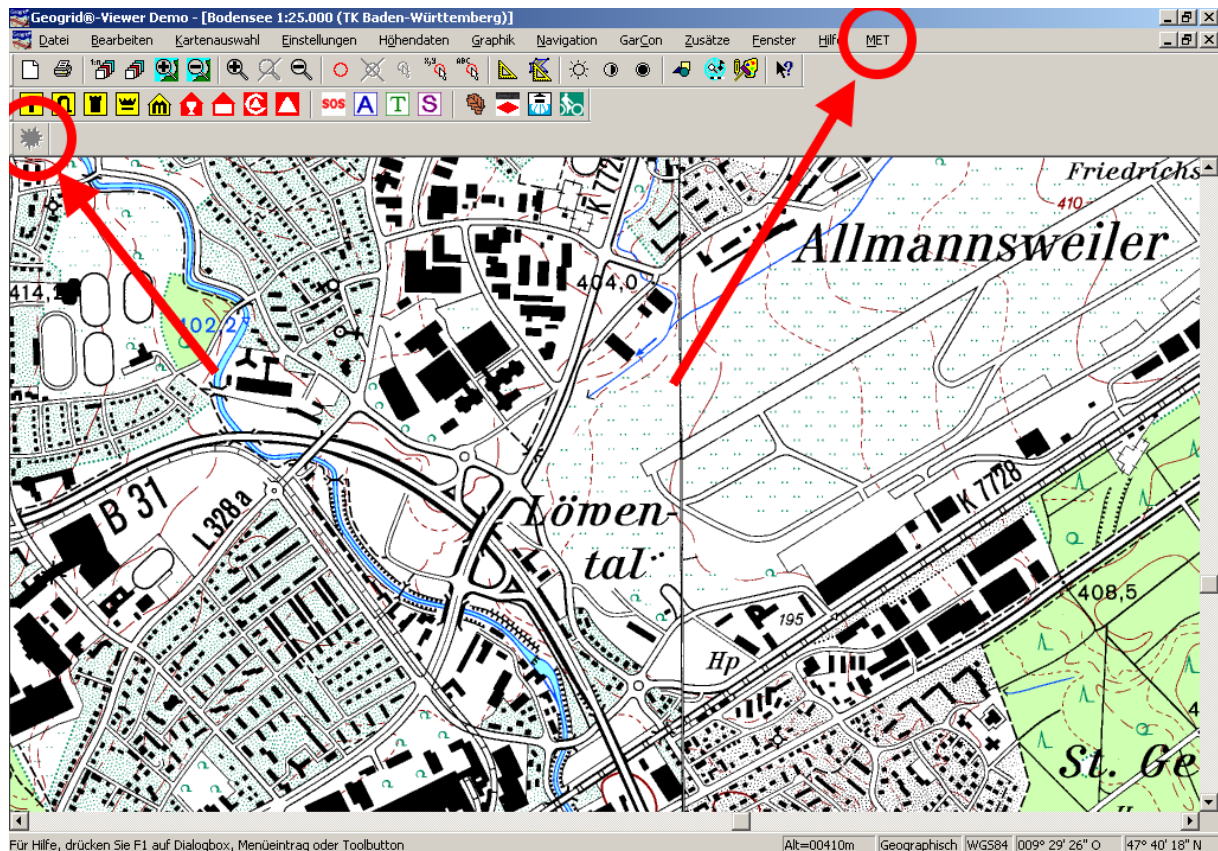 Geogrid®-Viewer Demo - [Bodensee 1:25.000 (TK Baden-Württemberg)]
Datei Bearbeiten Kartenauswahl Einstellungen Höhendaten Graphik Navigation GarCon Zusätze Fenster Hilfe MET
SOS A T S
Friedrichs
410
Allmannsweiler
K 772
404,0
414,
402,2
Löwen-
tal
K 7728
B 31
L 328a
408,5
195
Hp
4
St. Ge
Für Hilfe, drücken Sie F1 auf Dialogbox, Menüeintrag oder Toolbutton
Alt=00410m Geographisch WGS84 009° 29' 26" O 47° 40' 18" N